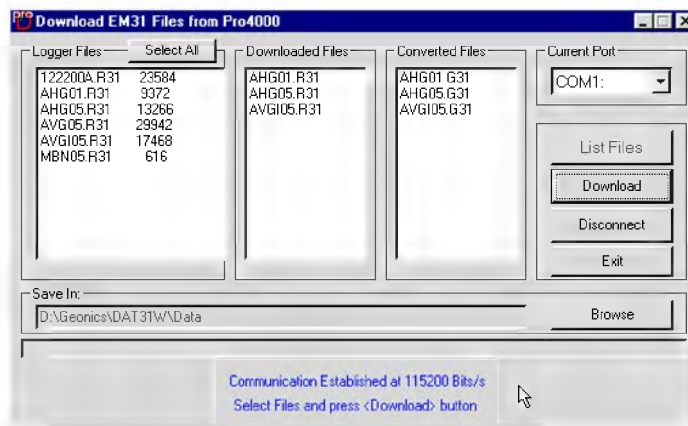 Pro Download EM31 Files from Pro4000
Logger Files
Select All
122200A.R31 23584
AHG01.R31 9372
AHG05.R31 13266
AVG05.R31 29942
AVGI05.R31 17468
MBN05.R31 616
Downloaded Files
AHG01.R31
AHG05.R31
AVGI05.R31
Converted Files
AHG01.G31
AHG05.G31
AVGI05.G31
Current Port
COM1:
List Files
Download
Disconnect
Exit
Save In:
D:\Geonics\DAT31W\Data
Browse
Communication Established at 115200 Bits/s
Select Files and press <Download> button